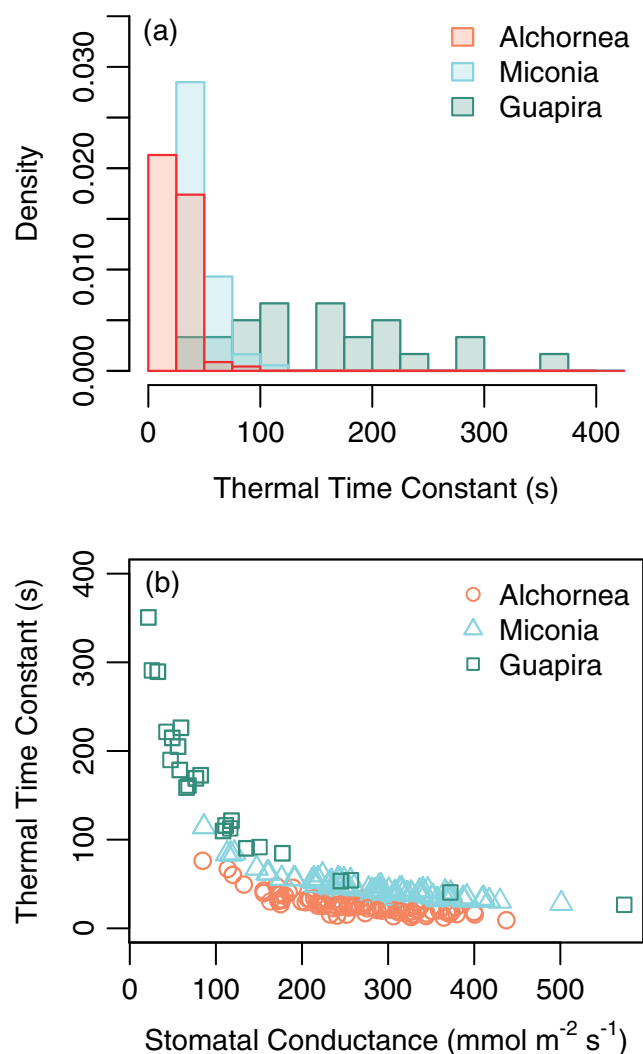 (a)
Alchornea
Miconia
Guapira
Density
0.000 0.010 0.020 0.030
0 100 200 300 400
Thermal Time Constant (s)
(b)
Alchornea
Miconia
Guapira
Thermal Time Constant (s)
0 100 200 300 400
0 100 200 300 400 500
Stomatal Conductance (mmol m⁻² s⁻¹)